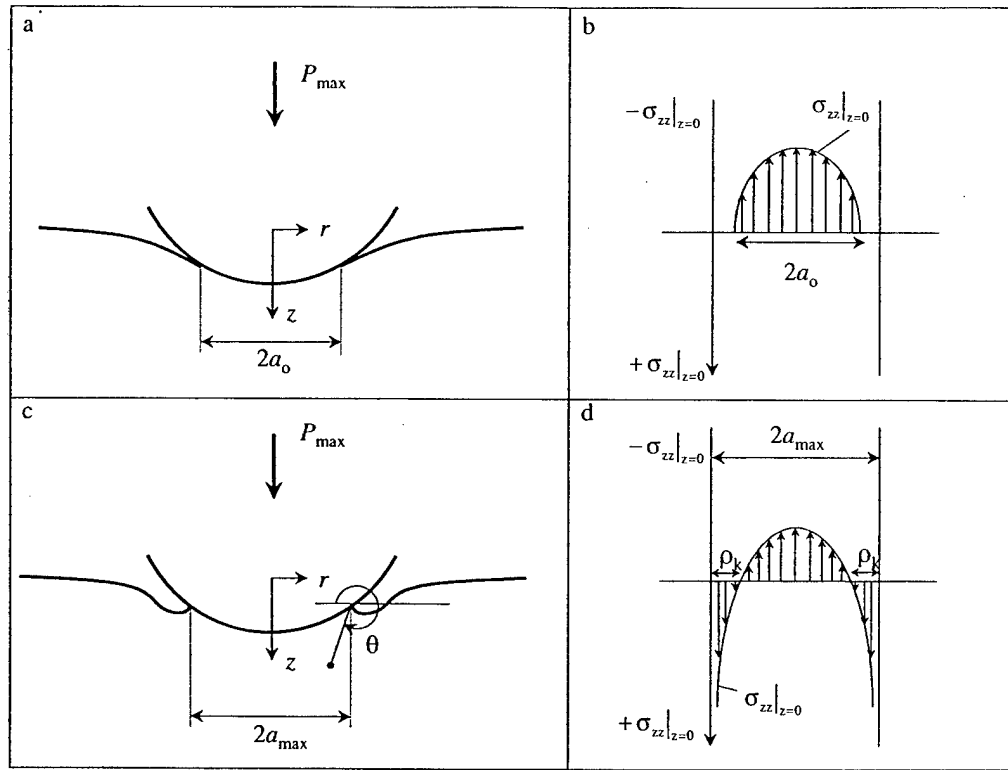 a
P_max
r
z
2a_o
b
−σ_zz|_z=0
σ_zz|_z=0
2a_o
+σ_zz|_z=0
c
P_max
r
θ
z
2a_max
d
−σ_zz|_z=0
2a_max
ρ_k
ρ_k
σ_zz|_z=0
+σ_zz|_z=0